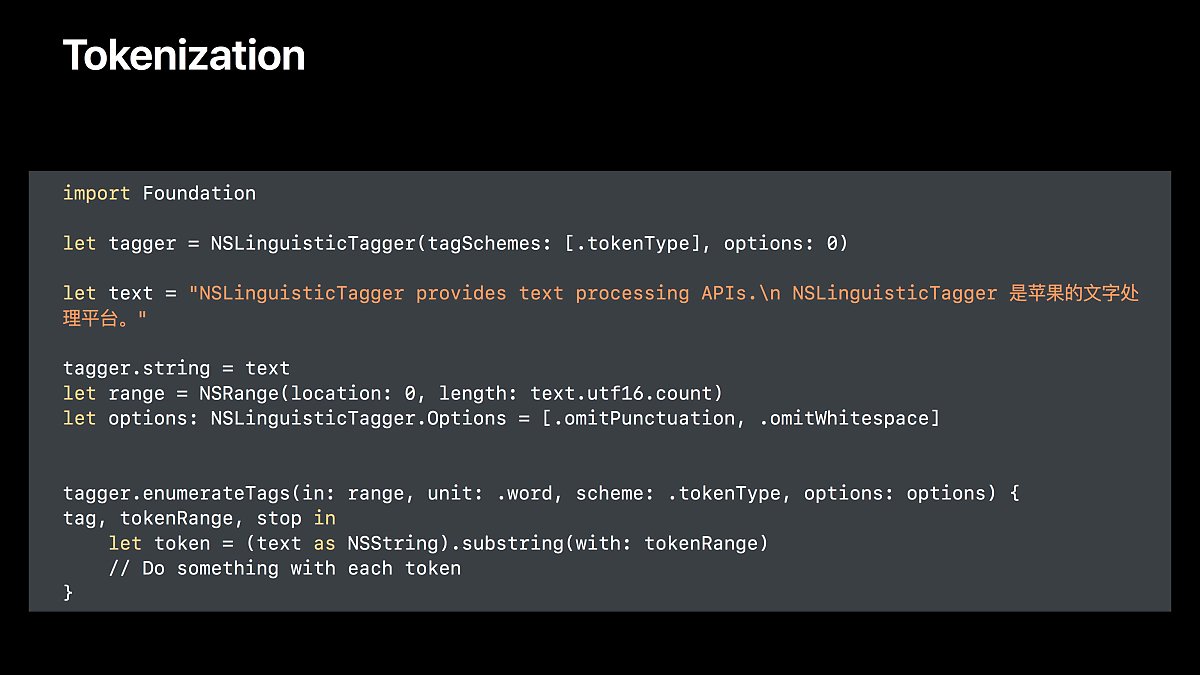 Tokenization
import Foundation
let tagger = NSLinguisticTagger(tagSchemes: [.tokenType], options: 0)
let text = "NSLinguisticTagger provides text processing APIs.\n NSLinguisticTagger 是苹果的文字处
理平台。"
tagger.string = text
let range = NSRange(location: 0, length: text.utf16.count)
let options: NSLinguisticTagger.Options = [.omitPunctuation, .omitWhitespace]
tagger.enumerateTags(in: range, unit: .word, scheme: .tokenType, options: options) {
tag, tokenRange, stop in
    let token = (text as NSString).substring(with: tokenRange)
    // Do something with each token
}